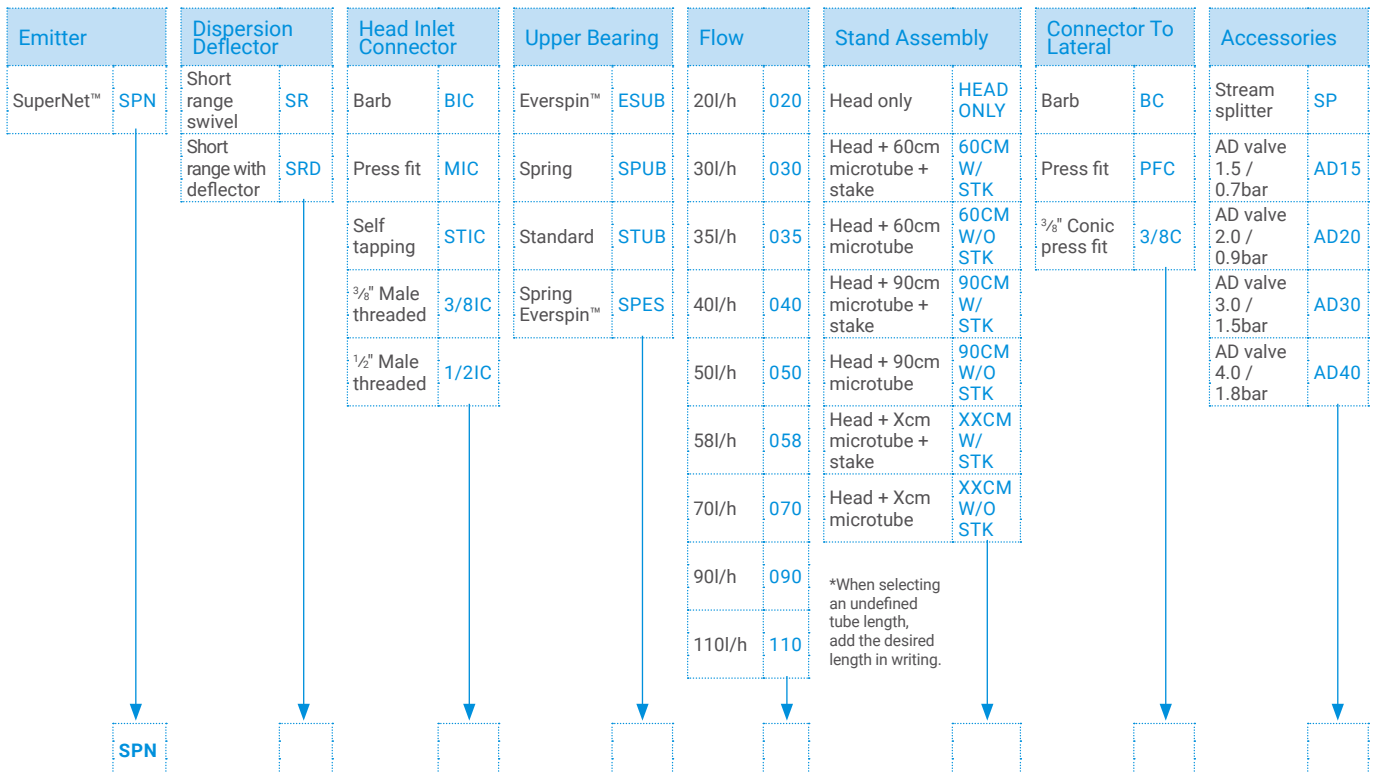 Emitter
Dispersion
Deflector
Head Inlet
Connector
Upper Bearing
Flow
Stand Assembly
Connector To
Lateral
Accessories
SuperNet™
SPN
Short
range
swivel
SR
Barb
BIC
Everspin™
ESUB
20l/h
020
Head only
HEAD
ONLY
Barb
BC
Stream
splitter
SP
Short
range with
deflector
SRD
Press fit
MIC
Spring
SPUB
30l/h
030
Head + 60cm
microtube +
stake
60CM
W/
STK
Press fit
PFC
AD valve
1.5 /
0.7bar
AD15
Self
tapping
STIC
Standard
STUB
35l/h
035
Head + 60cm
microtube
60CM
W/O
STK
³⁄₈" Conic
press fit
3/8C
AD valve
2.0 /
0.9bar
AD20
³⁄₈" Male
threaded
3/8IC
Spring
Everspin™
SPES
40l/h
040
Head + 90cm
microtube +
stake
90CM
W/
STK
AD valve
3.0 /
1.5bar
AD30
½" Male
threaded
1/2IC
50l/h
050
Head + 90cm
microtube
90CM
W/O
STK
AD valve
4.0 /
1.8bar
AD40
58l/h
058
Head + Xcm
microtube +
stake
XXCM
W/
STK
70l/h
070
Head + Xcm
microtube
XXCM
W/O
STK
90l/h
090
110l/h
110
*When selecting
an undefined
tube length,
add the desired
length in writing.
SPN